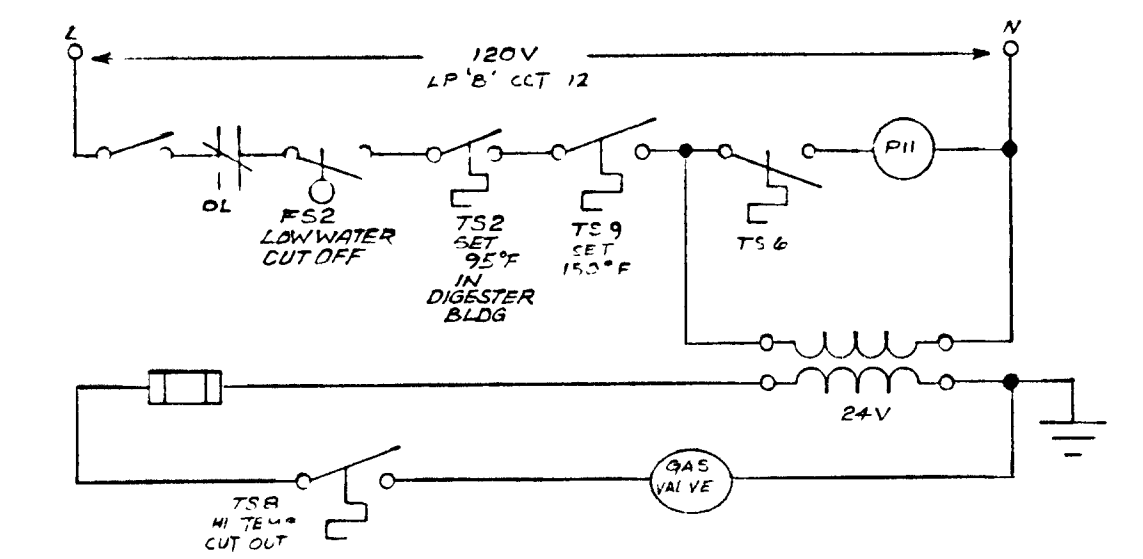 L
N
120V
LP 'B' CCT 12
OL
FS2
LOW WATER
CUT OFF
TS2
SET
95°F
IN
DIGESTER
BLDG
TS9
SET
150°F
TS6
P11
24V
TS8
HI TEMP
CUT OUT
GAS
VALVE